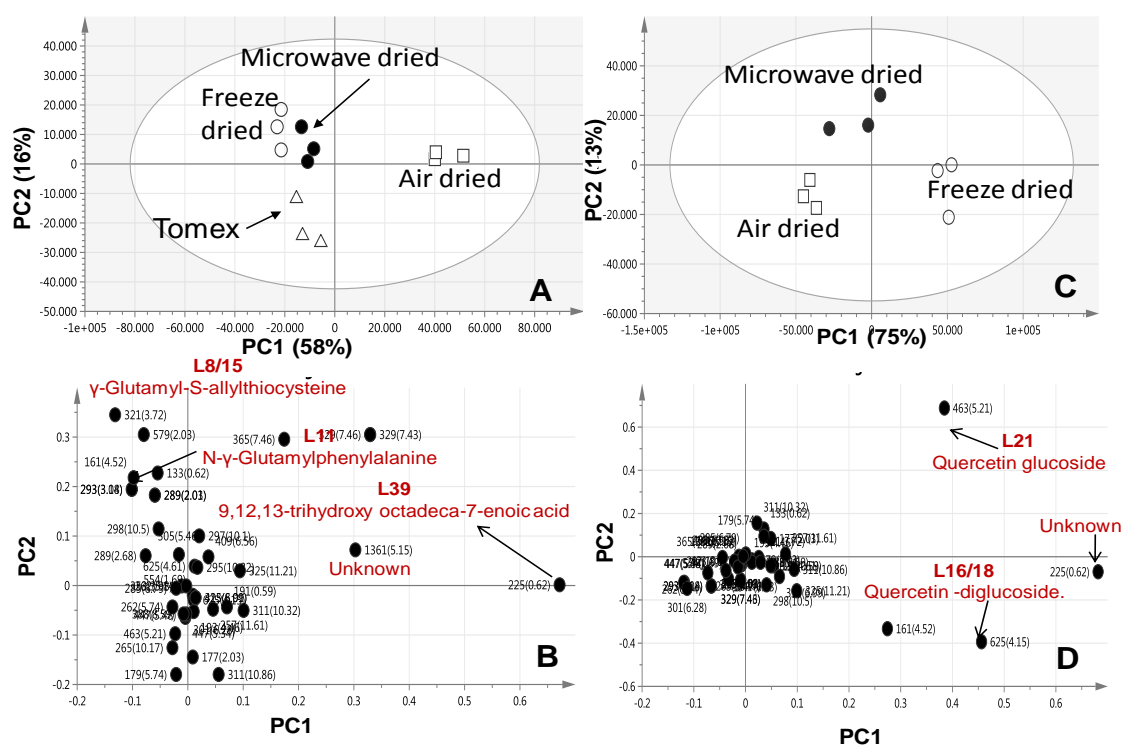 40.000
30.000
20.000
10.000
0
-10.000
-20.000
-30.000
-40.000
-50.000
PC2 (16%)
Microwave dried
Freeze
dried
Air dried
Tomex
A
-1e+005 -80.000 -60.000 -40.000 -20.000 0 20.000 40.000 60.000 80.000
PC1 (58%)
40.000
20.000
0
-20.000
-40.000
-60.000
PC2 (13%)
Microwave dried
Freeze dried
Air dried
C
-1.5e+005 -1e+005 -50.000 0 50.000 1e+005
PC1 (75%)
L8/15
γ-Glutamyl-S-allylthiocysteine
321(3.72)
579(2.03)
365(7.46)
329(7.43)
L11
N-γ-Glutamylphenylalanine
161(4.52)
133(0.62)
289(2.03)
L39
9,12,13-trihydroxy octadeca-7-enoic acid
298(10.5)
297(10.1)
409(6.56)
289(2.68)
625(4.61)
1361(5.15)
Unknown
325(11.21)
225(0.62)
191(0.59)
262(5.74)
311(10.32)
463(5.21)
265(10.17)
177(2.03)
179(5.74)
311(10.86)
0.3
0.2
0.1
0
-0.1
-0.2
PC2
B
-0.2 -0.1 0 0.1 0.2 0.3 0.4 0.5 0.6 0.7
PC1
463(5.21)
L21
Quercetin glucoside
311(10.32)
133(0.62)
179(5.74)
Unknown
225(0.62)
311(10.86)
325(11.21)
298(10.5)
301(6.28)
L16/18
Quercetin -diglucoside.
161(4.52)
625(4.15)
0.6
0.4
0.2
0
-0.2
-0.4
-0.6
PC2
D
-0.2 -0.1 0 0.1 0.2 0.3 0.4 0.5 0.6 0.7
PC1